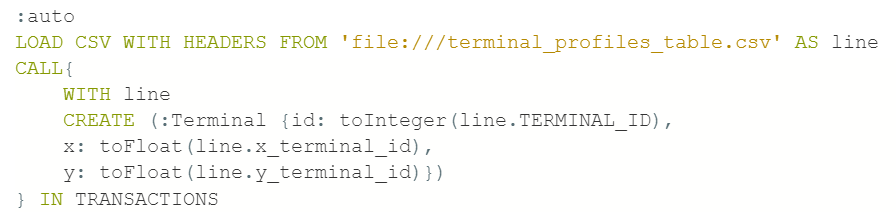 :auto
LOAD CSV WITH HEADERS FROM 'file:///terminal_profiles_table.csv' AS line
CALL{
    WITH line
    CREATE (:Terminal {id: toInteger(line.TERMINAL_ID),
    x: toFloat(line.x_terminal_id),
    y: toFloat(line.y_terminal_id)})
} IN TRANSACTIONS